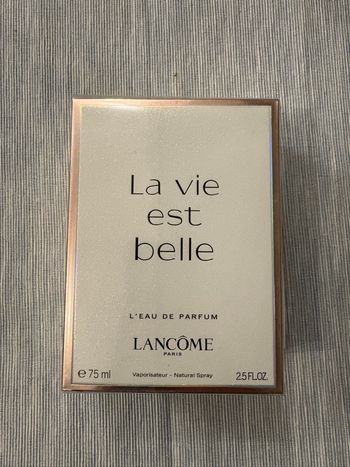 La vie
est
belle
L'EAU DE PARFUM
LANCÔME
PARIS
℮ 75 ml Vaporisateur - Natural Spray 2.5 FL.OZ.